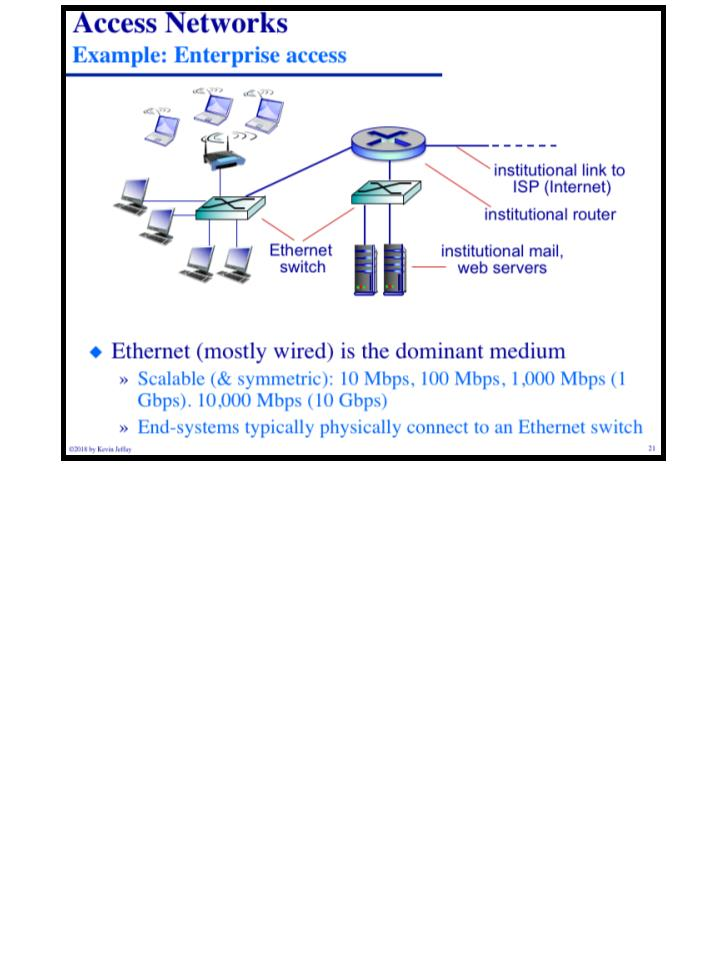 Access Networks
Example: Enterprise access
institutional link to
ISP (Internet)
institutional router
Ethernet
switch
institutional mail,
web servers
◆ Ethernet (mostly wired) is the dominant medium
» Scalable (& symmetric): 10 Mbps, 100 Mbps, 1,000 Mbps (1
Gbps). 10,000 Mbps (10 Gbps)
» End-systems typically physically connect to an Ethernet switch
©2018 by Kevin Jeffay
21